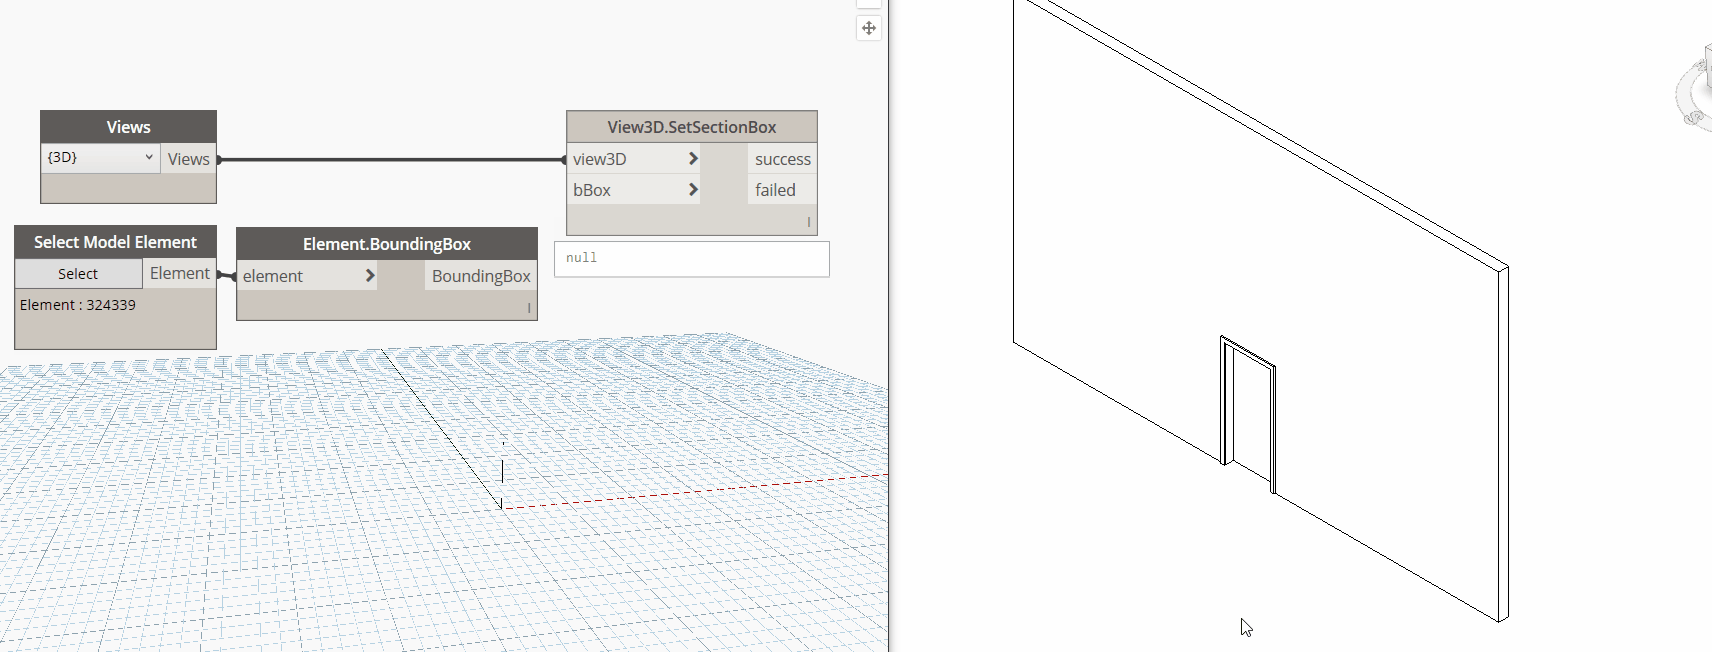 Views
{3D}
Views
View3D.SetSectionBox
view3D
success
bBox
failed
null
Select Model Element
Select
Element
Element : 324339
Element.BoundingBox
element
BoundingBox